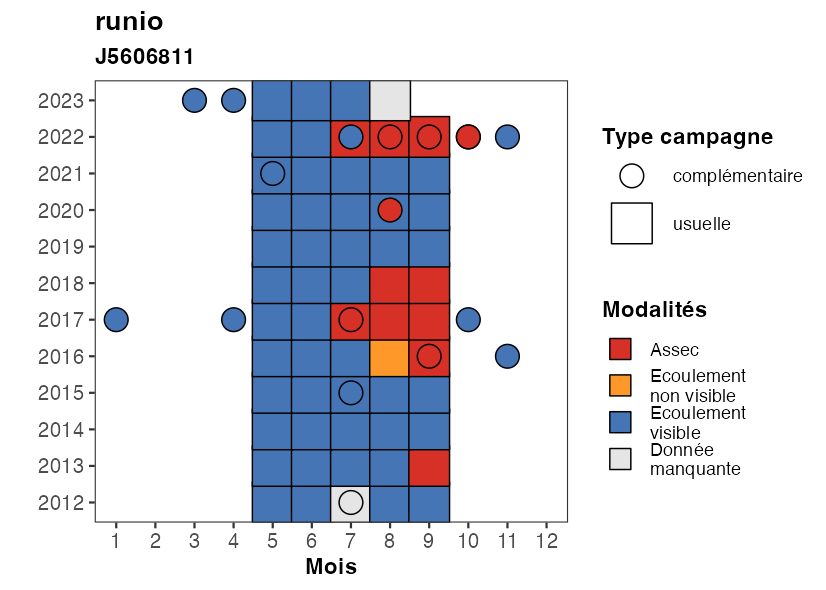 runio
J5606811
2023
2022
2021
2020
2019
2018
2017
2016
2015
2014
2013
2012
1 2 3 4 5 6 7 8 9 10 11 12
Mois
Type campagne
complémentaire
usuelle
Modalités
Assec
Ecoulement
non visible
Ecoulement
visible
Donnée
manquante